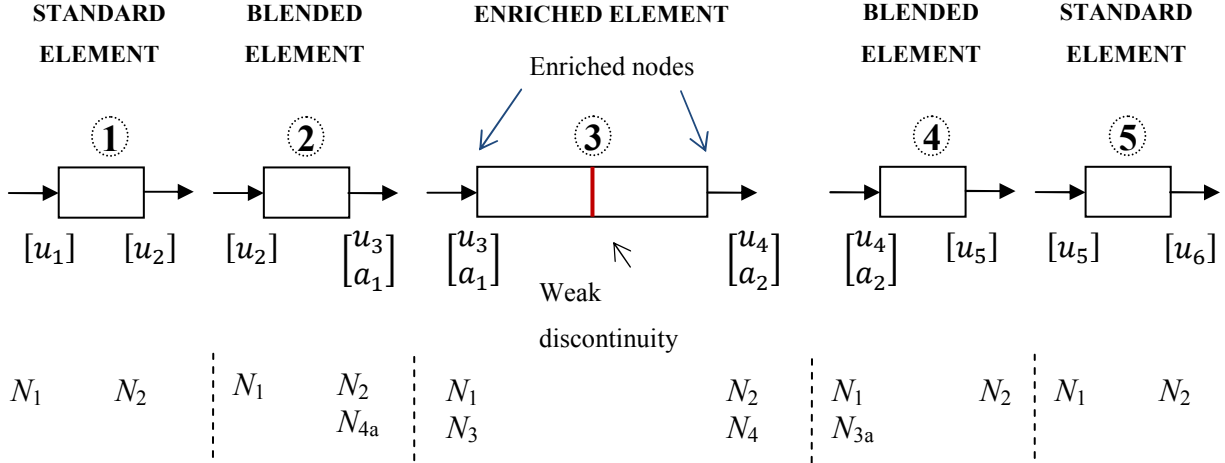 STANDARD BLENDED ENRICHED ELEMENT BLENDED STANDARD
ELEMENT ELEMENT ELEMENT ELEMENT
Enriched nodes
1 2 3 4 5
[u1] [u2] [u2] [u3 a1] [u3 a1] [u4 a2] [u4 a2] [u5] [u5] [u6]
Weak
discontinuity
N1 N2 N1 N2 N1 N2 N1 N2 N1 N2
N4a N3 N4 N3a